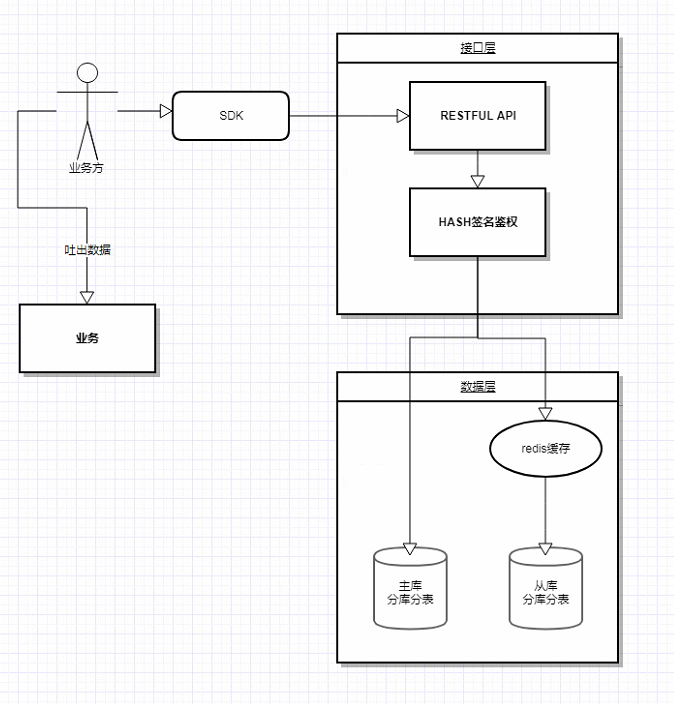 接口层
SDK
RESTFUL API
业务方
HASH签名鉴权
吐出数据
业务
数据层
redis缓存
主库
分库分表
从库
分库分表